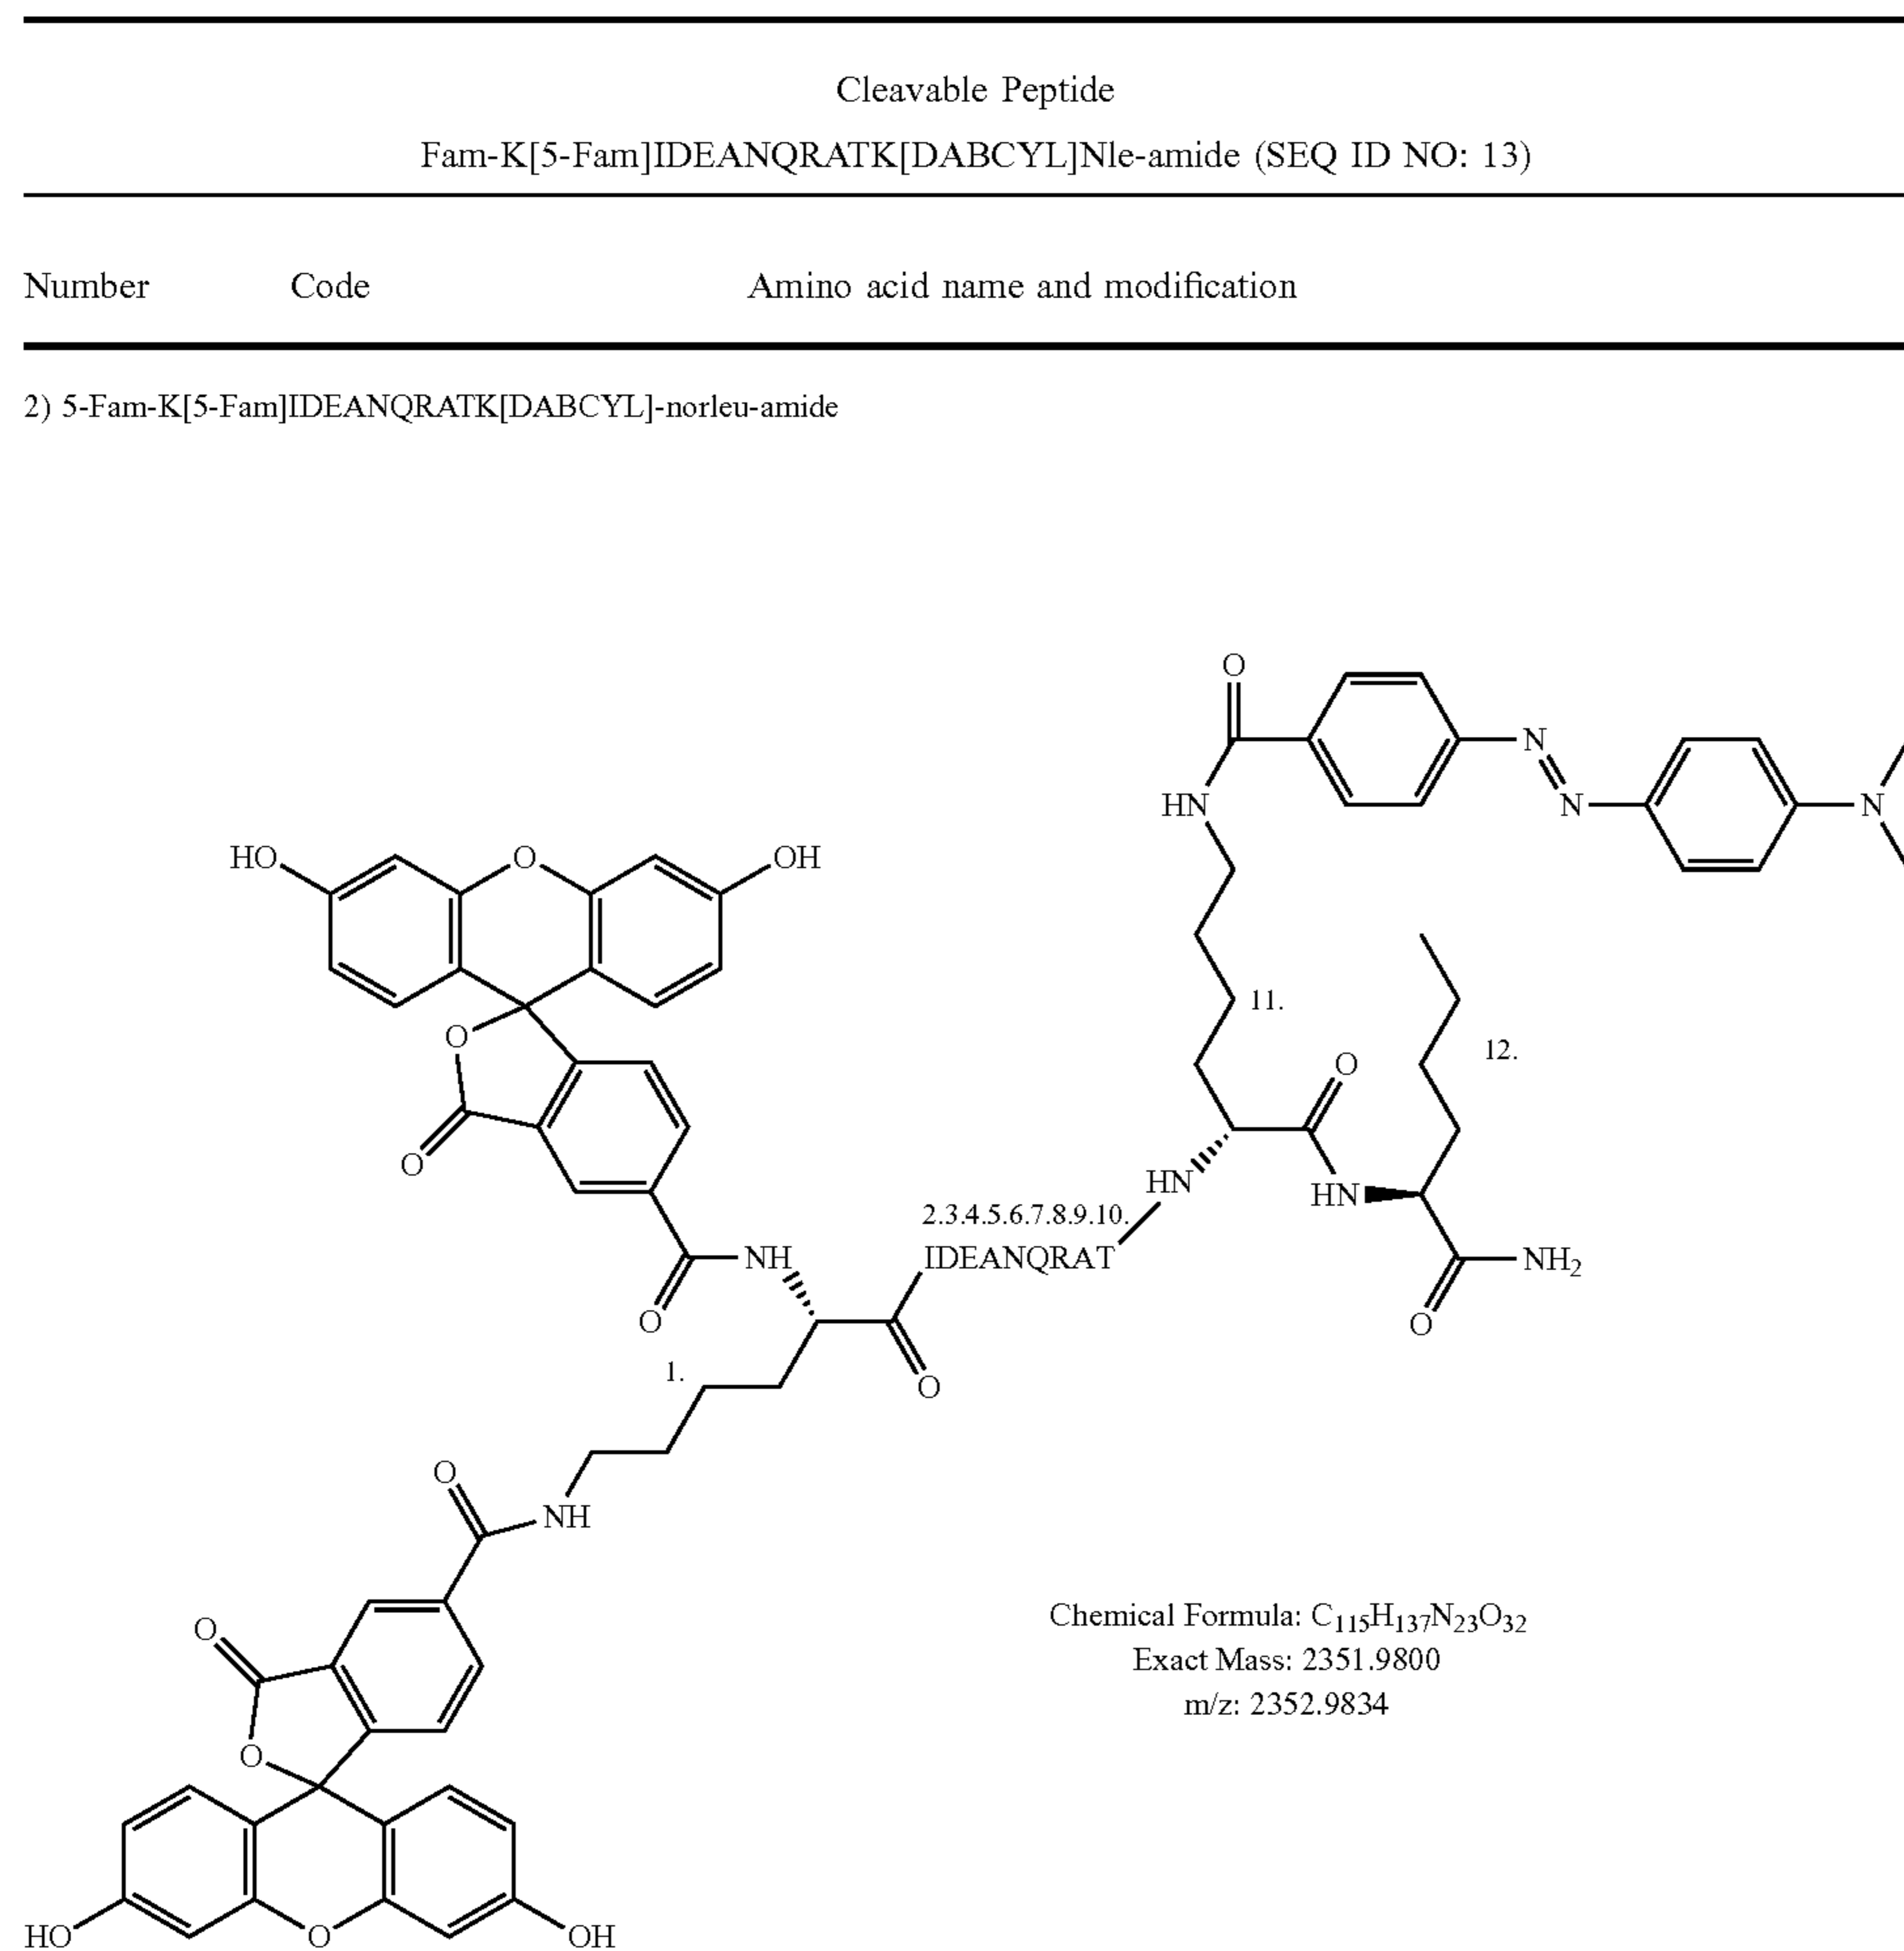 Cleavable Peptide
Fam-K[5-Fam]IDEANQRATK[DABCYL]Nle-amide (SEQ ID NO: 13)
Number Code Amino acid name and modification
2) 5-Fam-K[5-Fam]IDEANQRATK[DABCYL]-norleu-amide
O
N
N
HN
N
HO O OH
11.
O
12.
O
O
HN
HN
2.3.4.5.6.7.8.9.10.
IDEANQRAT
NH
NH₂
O
O
O
1.
O
NH
O
Chemical Formula: C₁₁₅H₁₃₇N₂₃O₃₂
Exact Mass: 2351.9800
m/z: 2352.9834
O
HO O OH